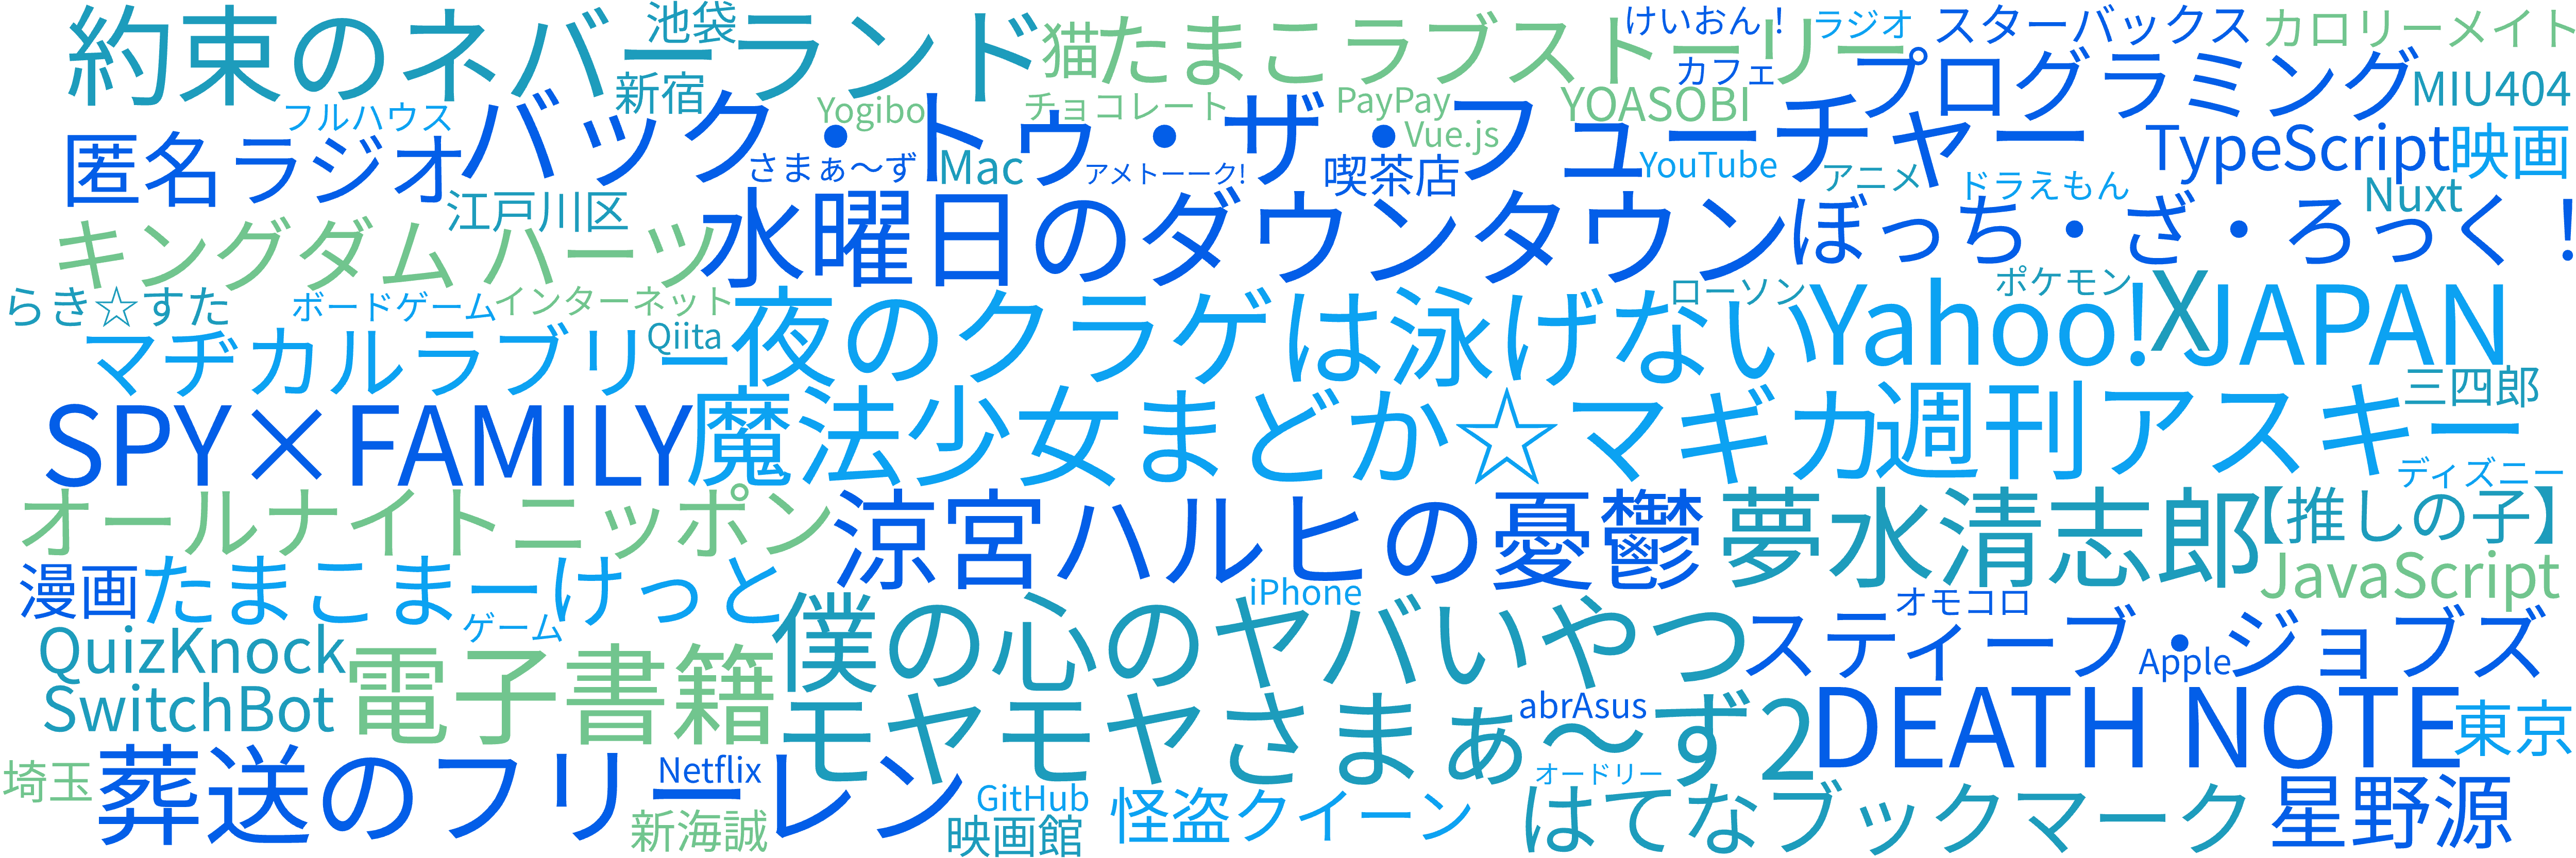 約束のネバーランド
池袋
猫
たまこラブストーリー
けいおん！
ラジオ
スターバックス
カロリーメイト
新宿
カフェ
プログラミング
MIU404
フルハウス
バック・トゥ・ザ・フューチャー
Yogibo
チョコレート
PayPay
YOASOBI
匿名ラジオ
さまぁ〜ず
Mac
アメトーーク!
喫茶店
Vue.js
YouTube
アニメ
TypeScript
映画
ドラえもん
Nuxt
江戸川区
キングダム ハーツ
水曜日のダウンタウン
ぼっち・ざ・ろっく！
らき☆すた
ボードゲーム
インターネット
ローソン
ポケモン
マヂカルラブリー
Qiita
夜のクラゲは泳げない
Yahoo! JAPAN
X
三四郎
SPY×FAMILY
魔法少女まどか☆マギカ
週刊アスキー
ディズニー
オールナイトニッポン
涼宮ハルヒの憂鬱
夢水清志郎
【推しの子】
漫画
たまこまーけっと
iPhone
オモコロ
JavaScript
QuizKnock
ゲーム
僕の心のヤバいやつ
スティーブ・ジョブズ
Apple
SwitchBot
電子書籍
モヤモヤさまぁ〜ず2
abrAsus
DEATH NOTE
東京
埼玉
葬送のフリーレン
Netflix
新海誠
GitHub
映画館
怪盗クイーン
オードリー
はてなブックマーク
星野源